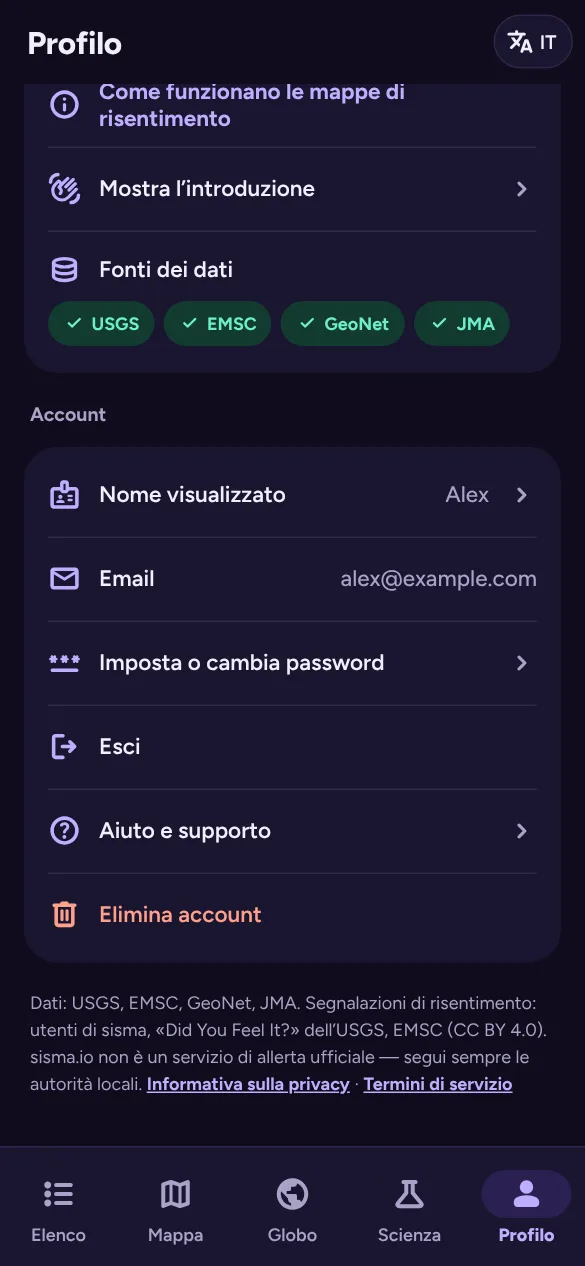 Profilo
IT
Come funzionano le mappe di
risentimento
Mostra l’introduzione
Fonti dei dati
USGS
EMSC
GeoNet
JMA
Account
Nome visualizzato
Alex
Email
alex@example.com
Imposta o cambia password
Esci
Aiuto e supporto
Elimina account
Dati: USGS, EMSC, GeoNet, JMA. Segnalazioni di risentimento:
utenti di sisma, «Did You Feel It?» dell’USGS, EMSC (CC BY 4.0).
sisma.io non è un servizio di allerta ufficiale — segui sempre le
autorità locali. Informativa sulla privacy · Termini di servizio
Elenco
Mappa
Globo
Scienza
Profilo